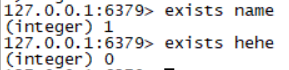 127.0.0.1:6379> exists name
(integer) 1
127.0.0.1:6379> exists hehe
(integer) 0